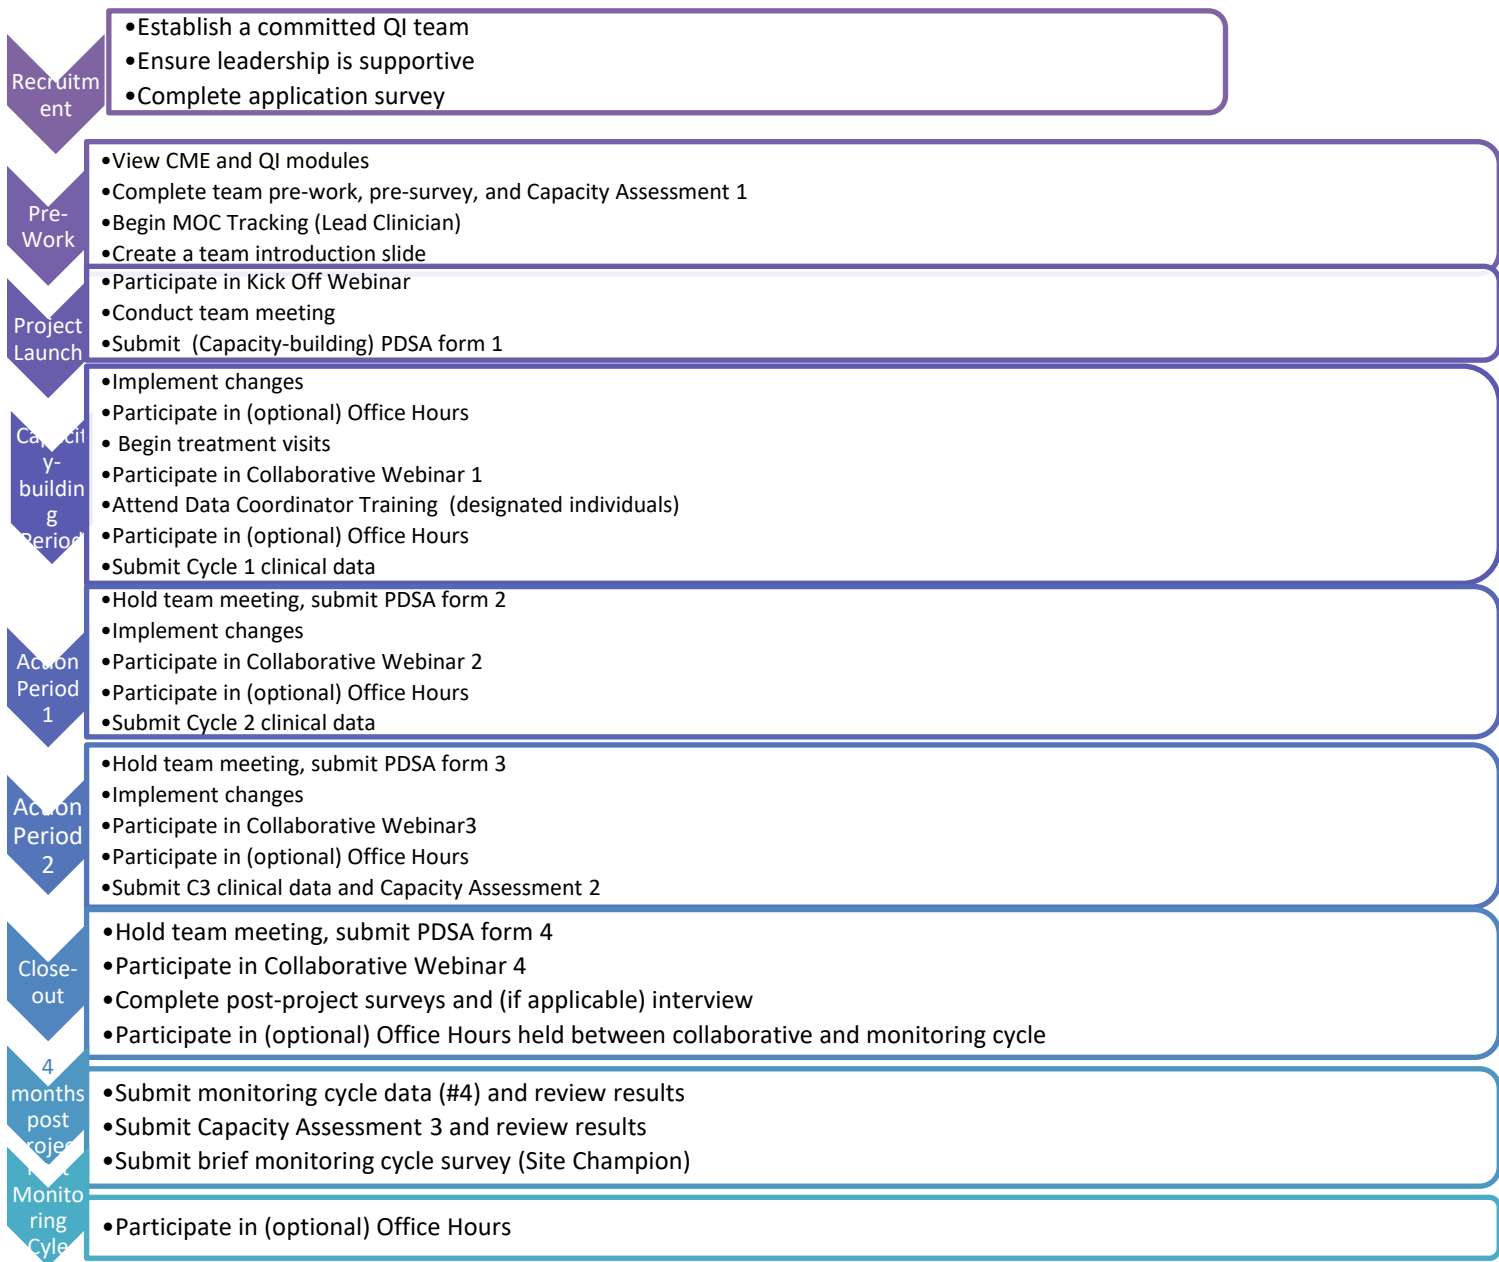 Recruitm
ent
•Establish a committed QI team
•Ensure leadership is supportive
•Complete application survey
Pre-
Work
•View CME and QI modules
•Complete team pre-work, pre-survey, and Capacity Assessment 1
•Begin MOC Tracking (Lead Clinician)
•Create a team introduction slide
Project
Launch
•Participate in Kick Off Webinar
•Conduct team meeting
•Submit (Capacity-building) PDSA form 1
Capacit
y-
buildin
g
Period
•Implement changes
•Participate in (optional) Office Hours
• Begin treatment visits
•Participate in Collaborative Webinar 1
•Attend Data Coordinator Training (designated individuals)
•Participate in (optional) Office Hours
•Submit Cycle 1 clinical data
Action
Period
1
•Hold team meeting, submit PDSA form 2
•Implement changes
•Participate in Collaborative Webinar 2
•Participate in (optional) Office Hours
•Submit Cycle 2 clinical data
Action
Period
2
•Hold team meeting, submit PDSA form 3
•Implement changes
•Participate in Collaborative Webinar3
•Participate in (optional) Office Hours
•Submit C3 clinical data and Capacity Assessment 2
Close-
out
•Hold team meeting, submit PDSA form 4
•Participate in Collaborative Webinar 4
•Complete post-project surveys and (if applicable) interview
•Participate in (optional) Office Hours held between collaborative and monitoring cycle
4
months
post
•Submit monitoring cycle data (#4) and review results
•Submit Capacity Assessment 3 and review results
•Submit brief monitoring cycle survey (Site Champion)
Monito
ring
Cyle
•Participate in (optional) Office Hours